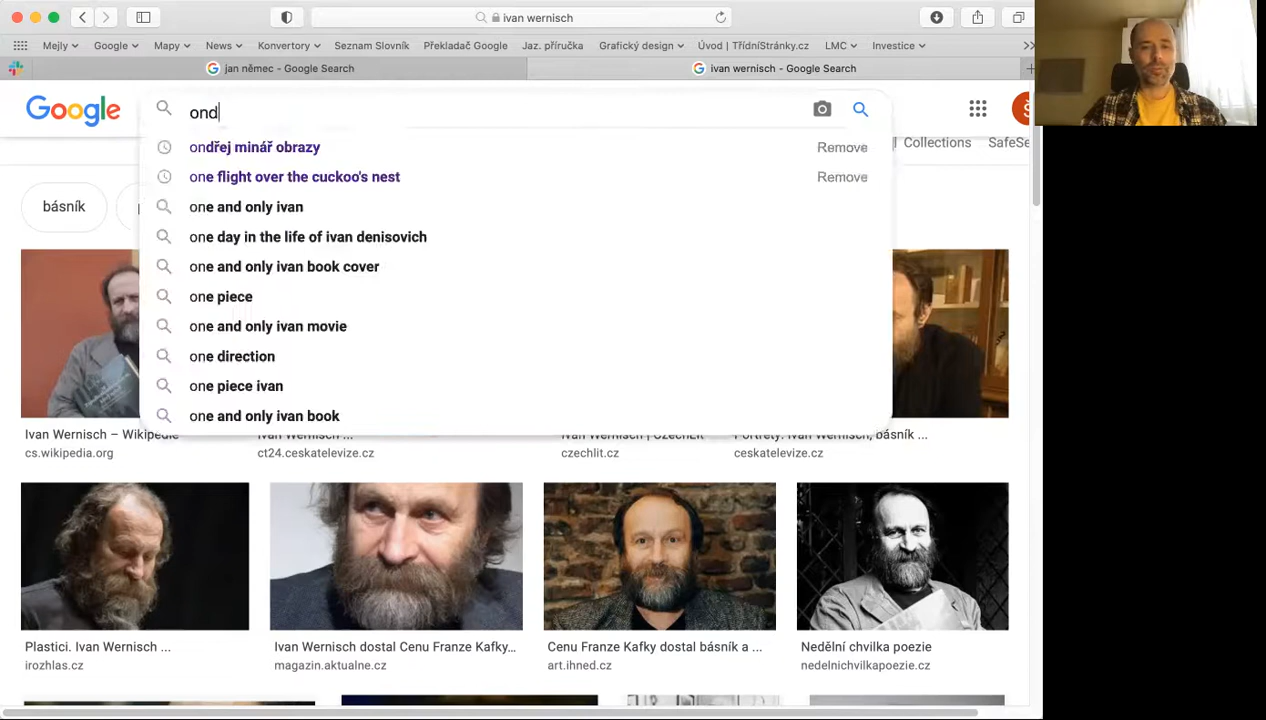 ivan wernisch
Mejly Google Mapy News Konvertory Seznam Slovník Překladač Google Jaz. příručka Grafický design Úvod | TřídníStránky.cz LMC Investice
jan němec - Google Search
ivan wernisch - Google Search
Google
ond
Š
ondřej minář obrazy Remove
one flight over the cuckoo's nest Remove
Collections SafeSe
básník
one and only ivan
one day in the life of ivan denisovich
one and only ivan book cover
one piece
one and only ivan movie
one direction
one piece ivan
one and only ivan book
Ivan Wernisch – Wikipedie
cs.wikipedia.org
Ivan Wernisch ...
ct24.ceskatelevize.cz
Ivan Wernisch | CzechLit
czechlit.cz
Portréty: Ivan Wernisch, básník ...
ceskatelevize.cz
Plastici. Ivan Wernisch ...
irozhlas.cz
Ivan Wernisch dostal Cenu Franze Kafky...
magazin.aktualne.cz
Cenu Franze Kafky dostal básník a ...
art.ihned.cz
Nedělní chvilka poezie
nedelnichvilkapoezie.cz